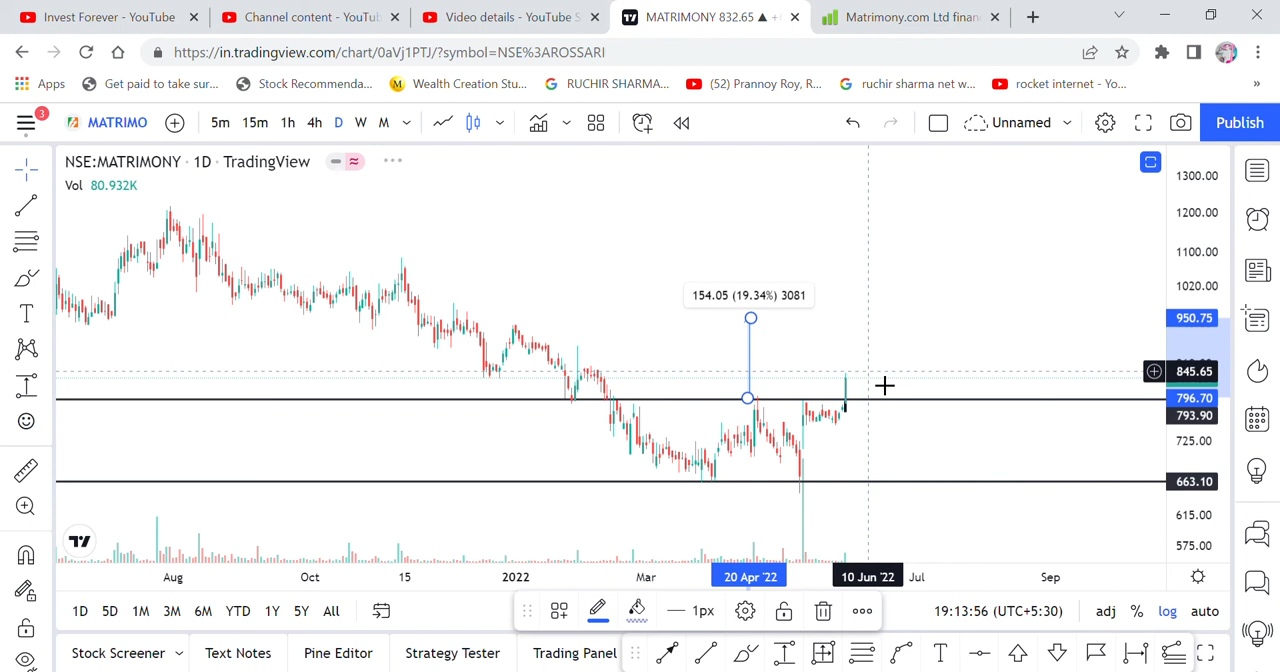 Invest Forever - YouTube
Channel content - YouTub
Video details - YouTube S
MATRIMONY 832.65 ▲ +
Matrimony.com Ltd finan
https://in.tradingview.com/chart/0aVj1PTJ/?symbol=NSE%3AROSSARI
Apps
Get paid to take sur...
Stock Recommenda...
Wealth Creation Stu...
RUCHIR SHARMA...
(52) Prannoy Roy, R...
ruchir sharma net w...
rocket internet - Yo...
»
3
MATRIMO
5m 15m 1h 4h D W M
Unnamed
Publish
NSE:MATRIMONY · 1D · TradingView
Vol 80.932K
1300.00
1200.00
1100.00
1020.00
154.05 (19.34%) 3081
950.75
845.65
796.70
793.90
725.00
663.10
615.00
575.00
Aug Oct 15 2022 Mar 20 Apr '22 10 Jun '22 Jul Sep
1D 5D 1M 3M 6M YTD 1Y 5Y All
1px
19:13:56 (UTC+5:30)
adj % log auto
Stock Screener Text Notes Pine Editor Strategy Tester Trading Panel